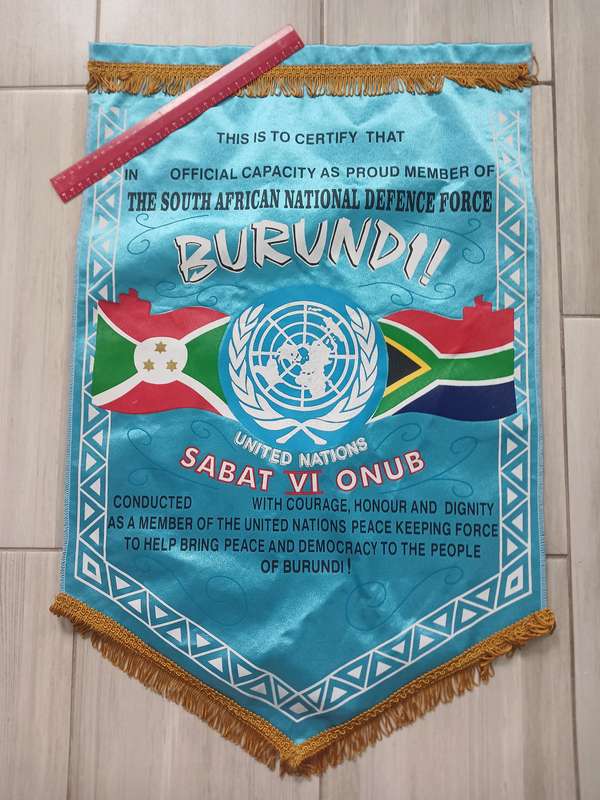 THIS IS TO CERTIFY THAT
IN OFFICIAL CAPACITY AS PROUD MEMBER OF
THE SOUTH AFRICAN NATIONAL DEFENCE FORCE
BURUNDI!
UNITED NATIONS
SABAT VI ONUB
CONDUCTED WITH COURAGE, HONOUR AND DIGNITY
AS A MEMBER OF THE UNITED NATIONS PEACE KEEPING FORCE
TO HELP BRING PEACE AND DEMOCRACY TO THE PEOPLE
OF BURUNDI!